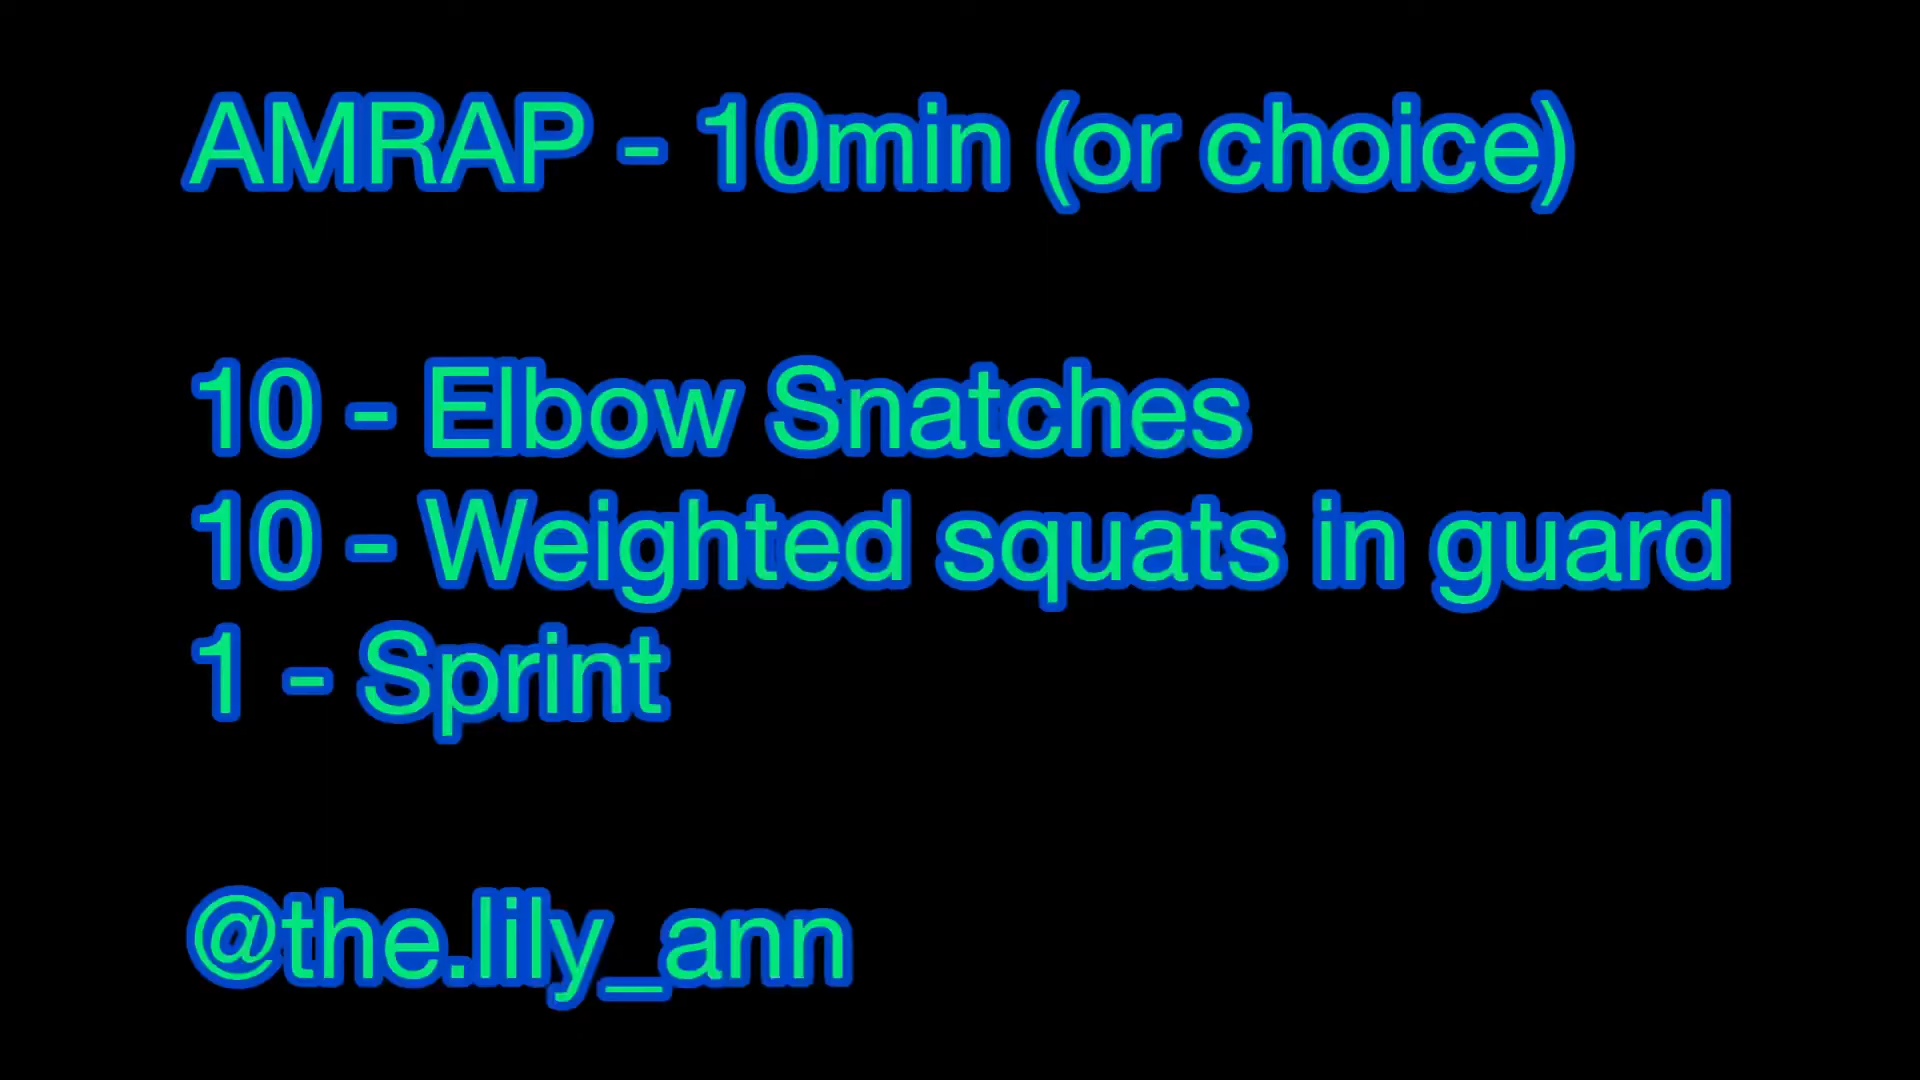 AMRAP - 10min (or choice)
10 - Elbow Snatches
10 - Weighted squats in guard
1 - Sprint
@the.lily_ann